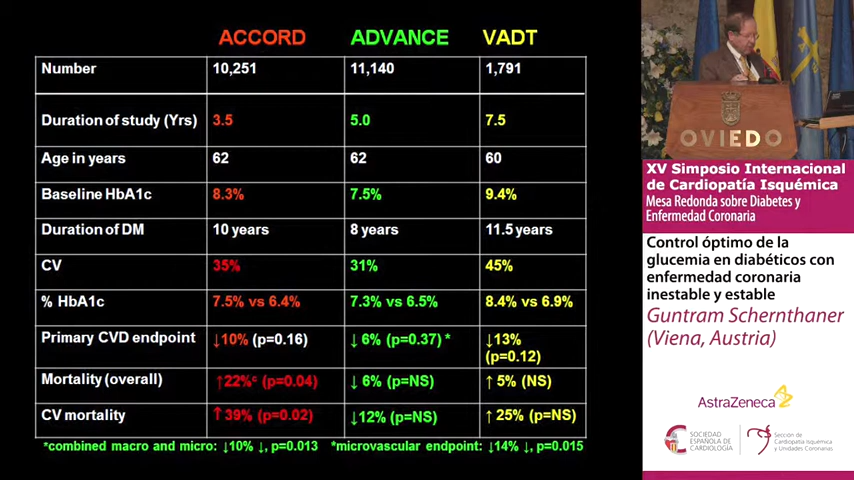 ACCORD ADVANCE VADT
Number 10,251 11,140 1,791
Duration of study (Yrs) 3.5 5.0 7.5
Age in years 62 62 60
Baseline HbA1c 8.3% 7.5% 9.4%
Duration of DM 10 years 8 years 11.5 years
CV 35% 31% 45%
% HbA1c 7.5% vs 6.4% 7.3% vs 6.5% 8.4% vs 6.9%
Primary CVD endpoint ↓10% (p=0.16) ↓ 6% (p=0.37) * ↓13%
(p=0.12)
Mortality (overall) ↑22%ᶜ (p=0.04) ↓ 6% (p=NS) ↑ 5% (NS)
CV mortality ↑ 39% (p=0.02) ↓12% (p=NS) ↑ 25% (p=NS)
*combined macro and micro: ↓10% ↓, p=0.013 *microvascular endpoint: ↓14% ↓, p=0.015
OVIEDO
XV Simposio Internacional
de Cardiopatía Isquémica
Mesa Redonda sobre Diabetes y
Enfermedad Coronaria
Control óptimo de la
glucemia en diabéticos con
enfermedad coronaria
inestable y estable
Guntram Schernthaner
(Viena, Austria)
AstraZeneca
SOCIEDAD
ESPAÑOLA DE
CARDIOLOGÍA
Sección de
Cardiopatía Isquémica
y Unidades Coronarias